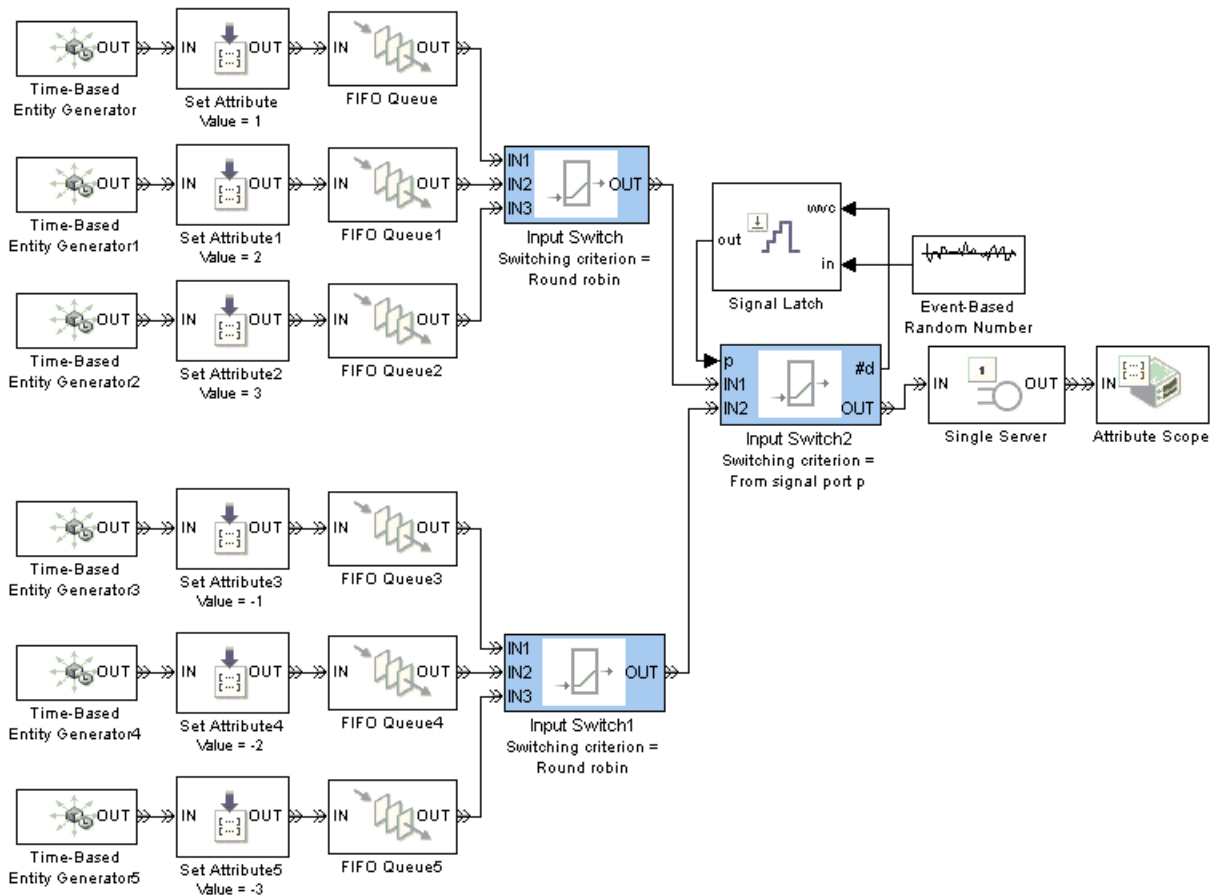 OUT
IN
OUT
IN
OUT
Time-Based
Entity Generator
Set Attribute
Value = 1
FIFO Queue
OUT
IN
OUT
IN
OUT
Time-Based
Entity Generator1
Set Attribute1
Value = 2
FIFO Queue1
OUT
IN
OUT
IN
OUT
Time-Based
Entity Generator2
Set Attribute2
Value = 3
FIFO Queue2
IN1
IN2
IN3
OUT
Input Switch
Switching criterion =
Round robin
wvc
out
in
Signal Latch
Event-Based
Random Number
p
IN1
IN2
#d
OUT
Input Switch2
Switching criterion =
From signal port p
IN
1
OUT
Single Server
IN
Attribute Scope
OUT
IN
OUT
IN
OUT
Time-Based
Entity Generator3
Set Attribute3
Value = -1
FIFO Queue3
OUT
IN
OUT
IN
OUT
Time-Based
Entity Generator4
Set Attribute4
Value = -2
FIFO Queue4
OUT
IN
OUT
IN
OUT
Time-Based
Entity Generator5
Set Attribute5
Value = -3
FIFO Queue5
IN1
IN2
IN3
OUT
Input Switch1
Switching criterion =
Round robin